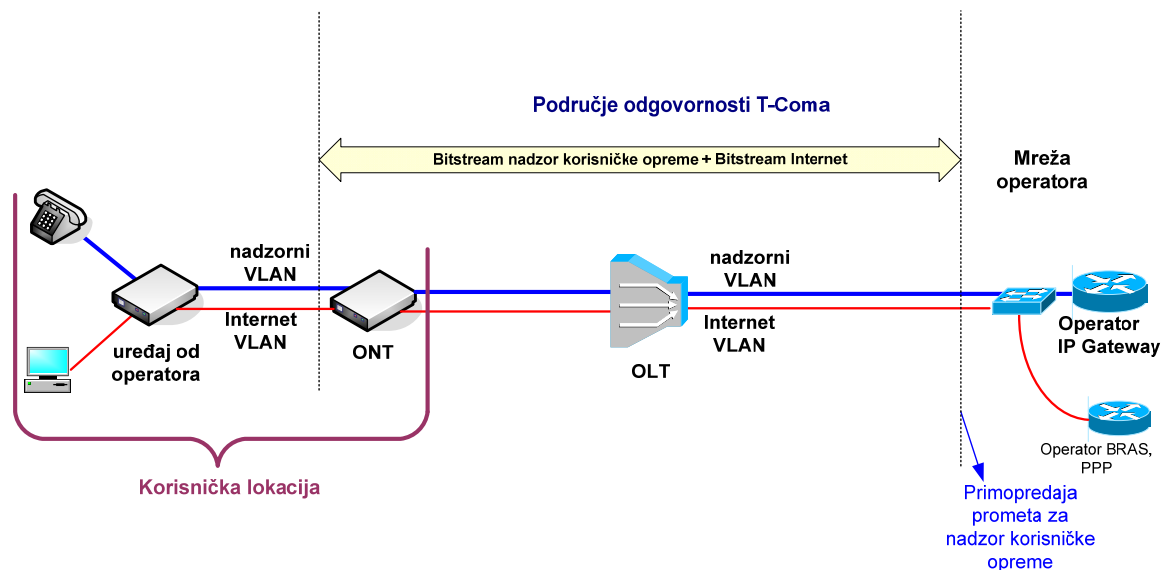 Područje odgovornosti T-Coma
Bitstream nadzor korisničke opreme + Bitstream Internet
Mreža
operatora
nadzorni
VLAN
Internet
VLAN
uređaj od
operatora
ONT
OLT
nadzorni
VLAN
Internet
VLAN
Operator
IP Gateway
Operator BRAS,
PPP
Korisnička lokacija
Primopredaja
prometa za
nadzor korisničke
opreme